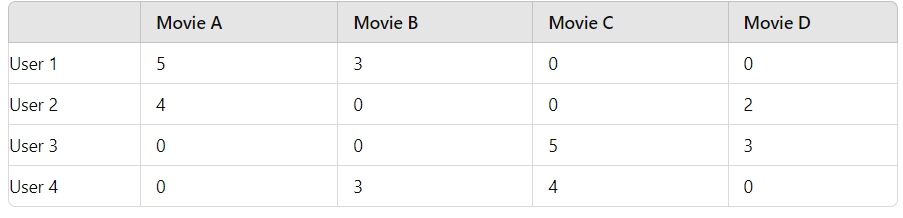 Movie A Movie B Movie C Movie D
User 1 5 3 0 0
User 2 4 0 0 2
User 3 0 0 5 3
User 4 0 3 4 0